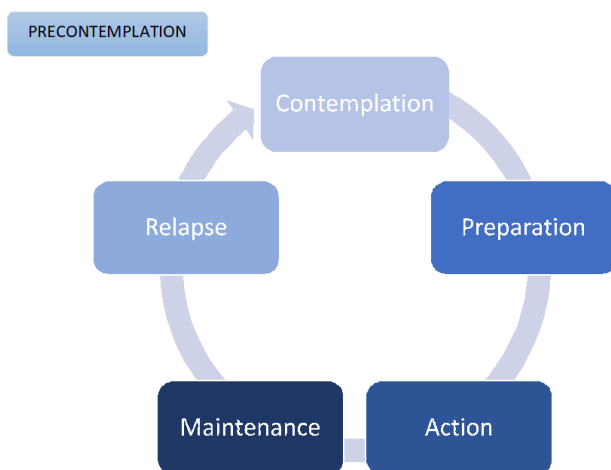 PRECONTEMPLATION
Contemplation
Preparation
Action
Maintenance
Relapse